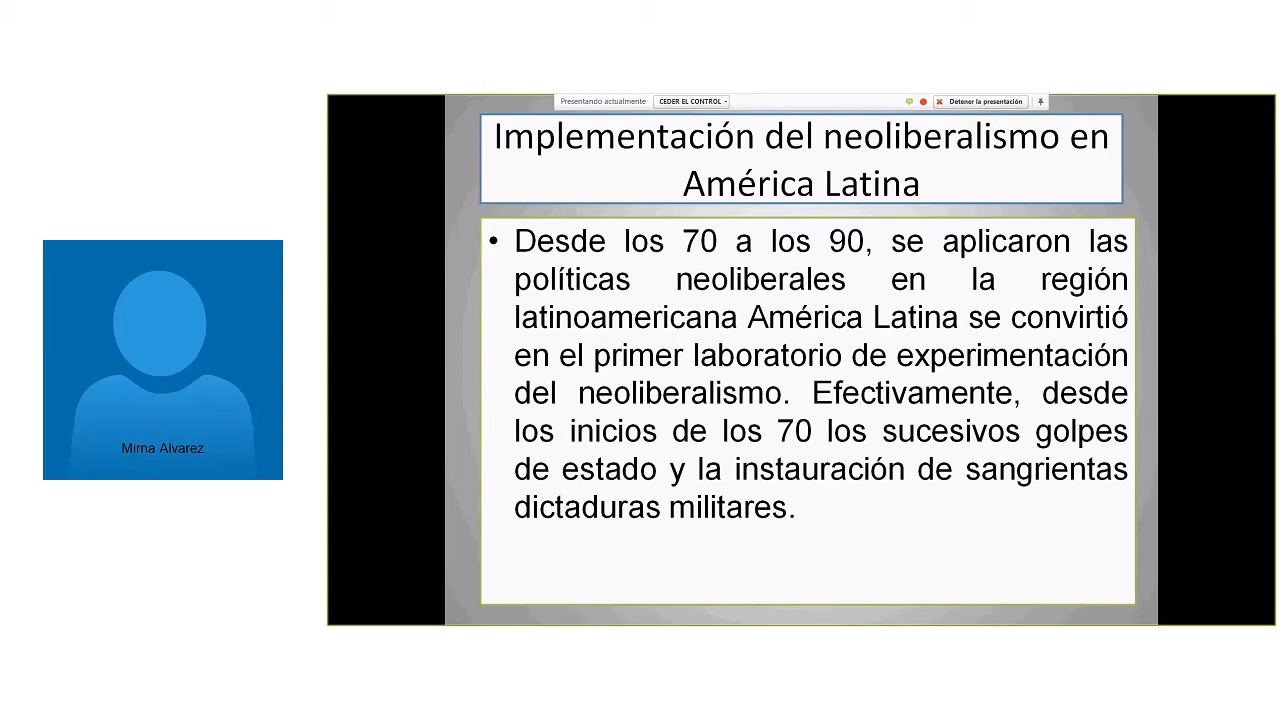 Presentando actualmente CEDER EL CONTROL Detener la presentación
Implementación del neoliberalismo en
América Latina
• Desde los 70 a los 90, se aplicaron las
políticas neoliberales en la región
latinoamericana América Latina se convirtió
en el primer laboratorio de experimentación
del neoliberalismo. Efectivamente, desde
los inicios de los 70 los sucesivos golpes
de estado y la instauración de sangrientas
dictaduras militares.
Mirna Alvarez